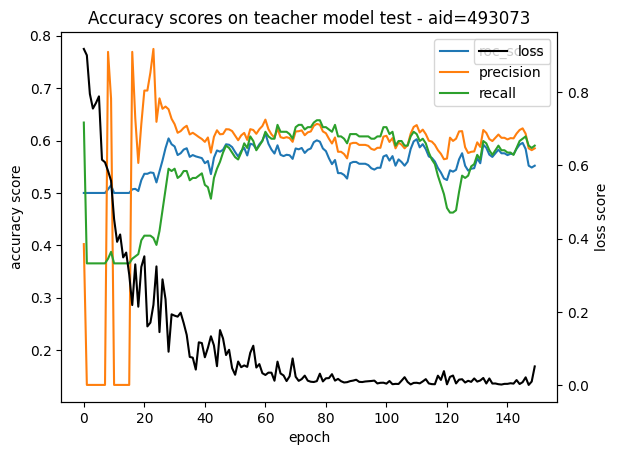 Accuracy scores on teacher model test - aid=493073
loss
precision
recall
accuracy score
loss score
epoch
0.8
0.7
0.6
0.5
0.4
0.3
0.2
0.8
0.6
0.4
0.2
0.0
0 20 40 60 80 100 120 140